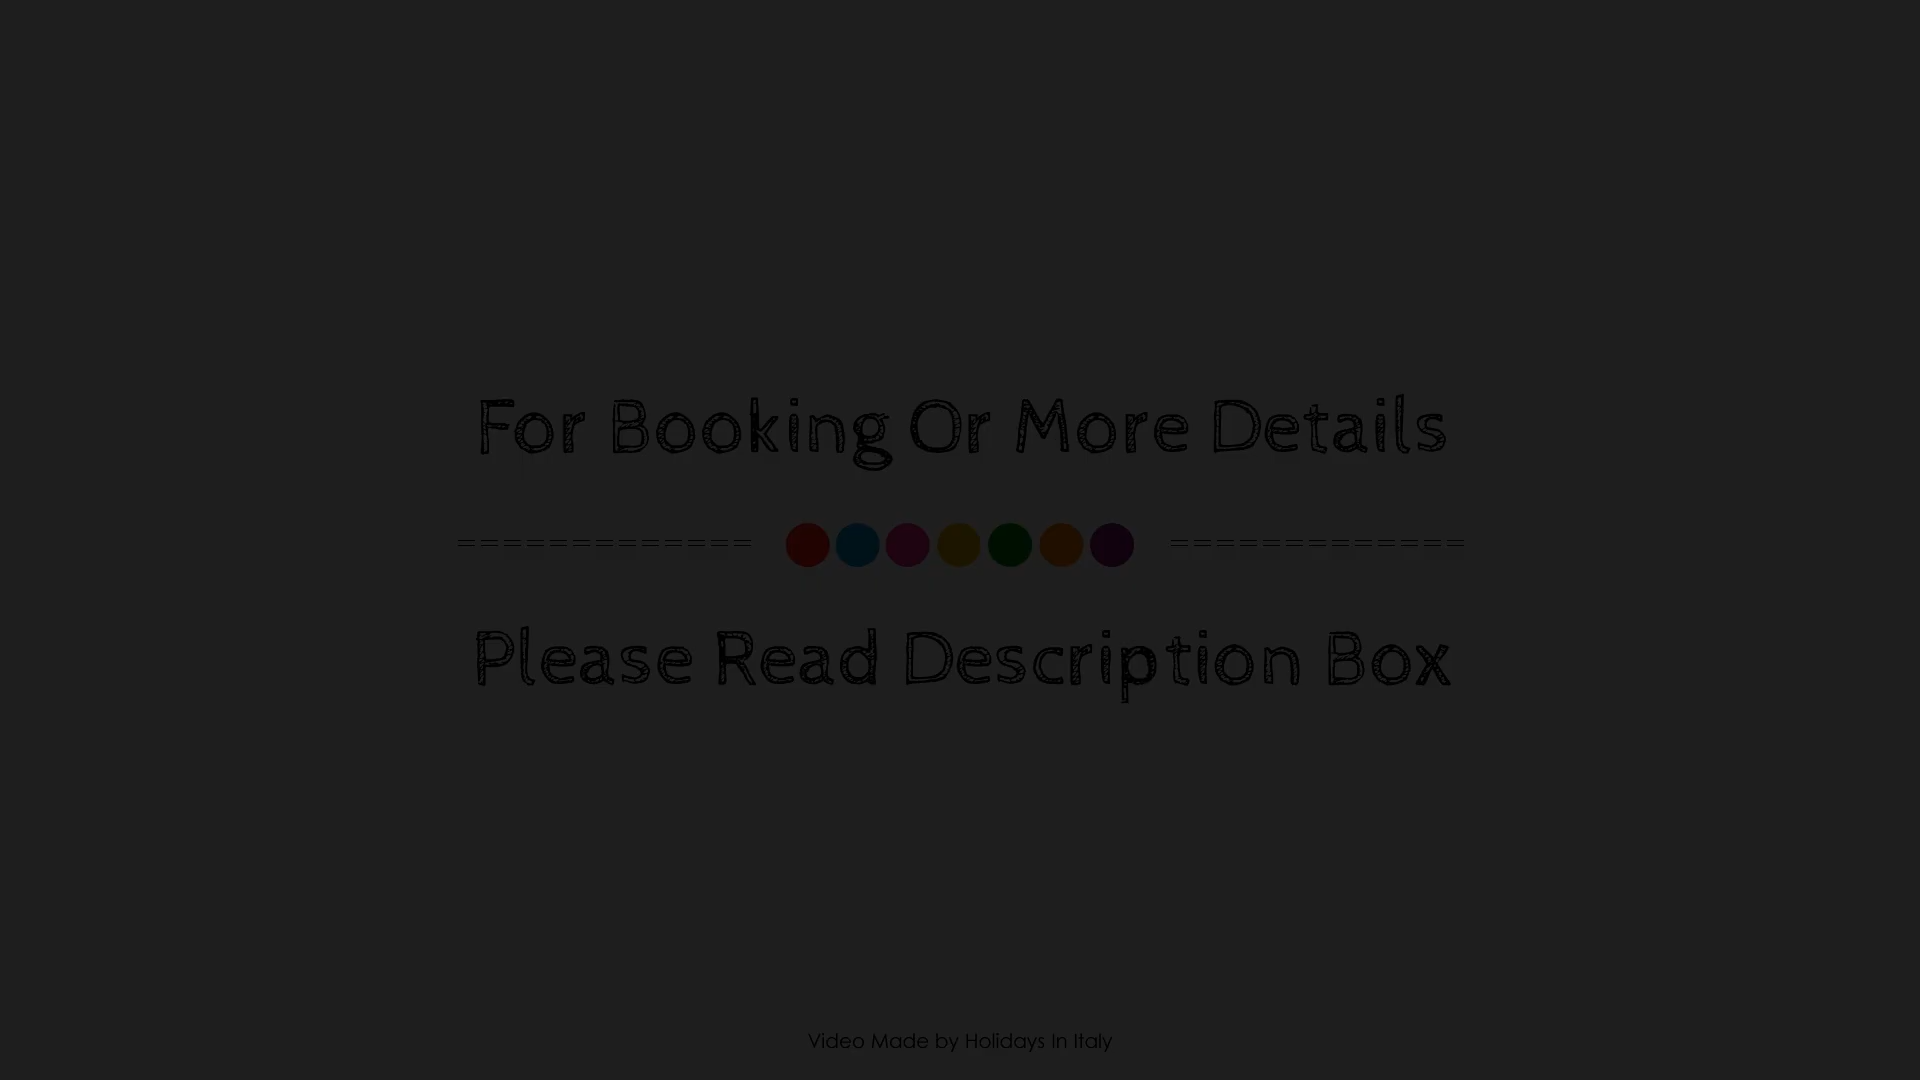 For Booking Or More Details
============= =============
Please Read Description Box
Video Made by Holidays In Italy